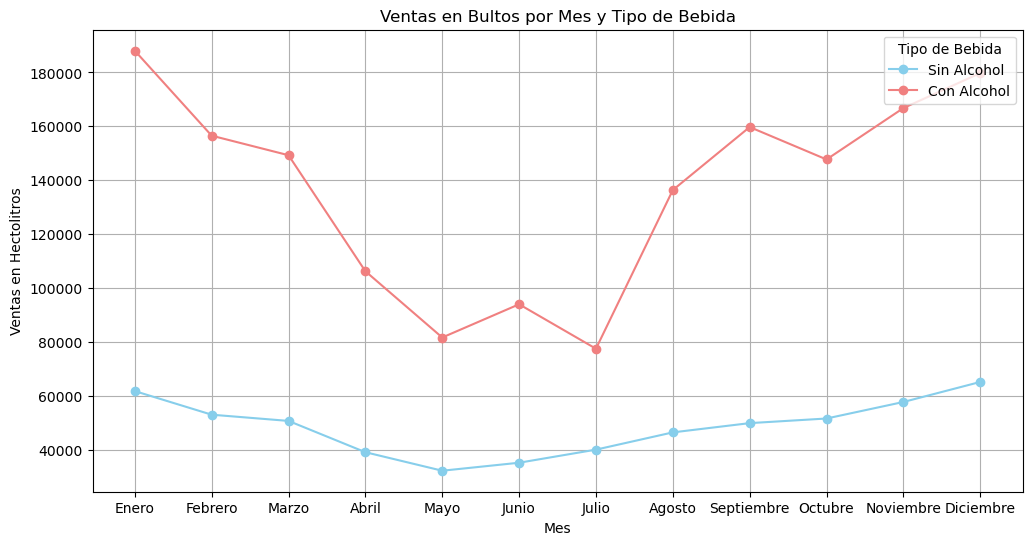 Ventas en Bultos por Mes y Tipo de Bebida
Tipo de Bebida
Sin Alcohol
Con Alcohol
Ventas en Hectolitros
180000
160000
140000
120000
100000
80000
60000
40000
Enero Febrero Marzo Abril Mayo Junio Julio Agosto Septiembre Octubre Noviembre Diciembre
Mes